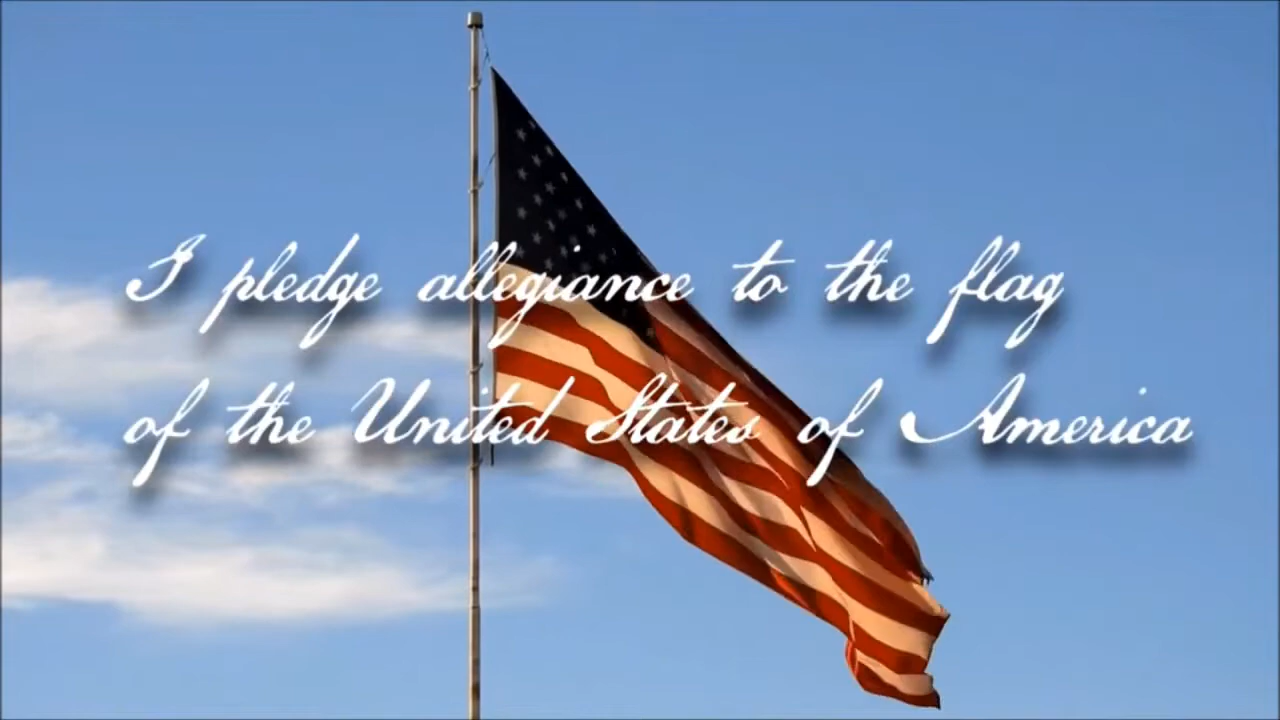 I pledge allegiance to the flag
of the United States of America